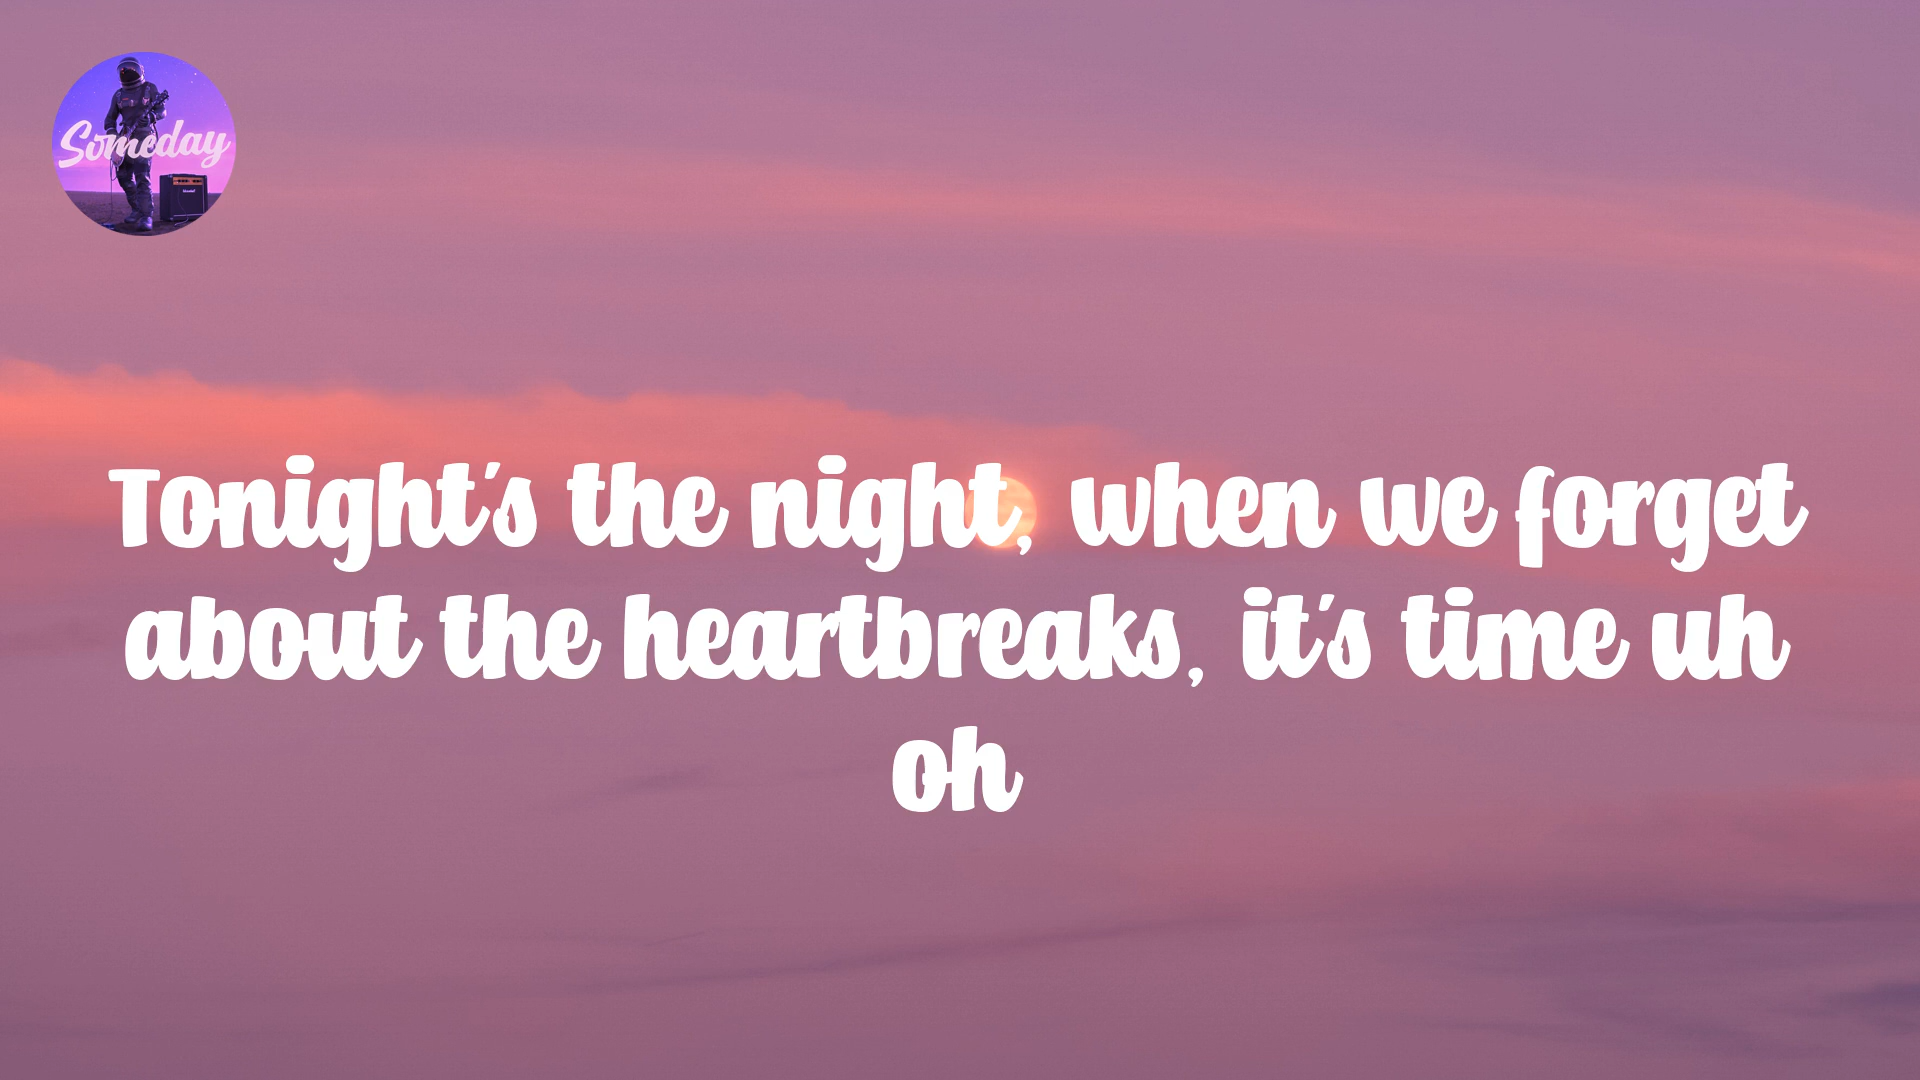 Someday
Tonight's the night, when we forget
about the heartbreaks, it's time uh
oh